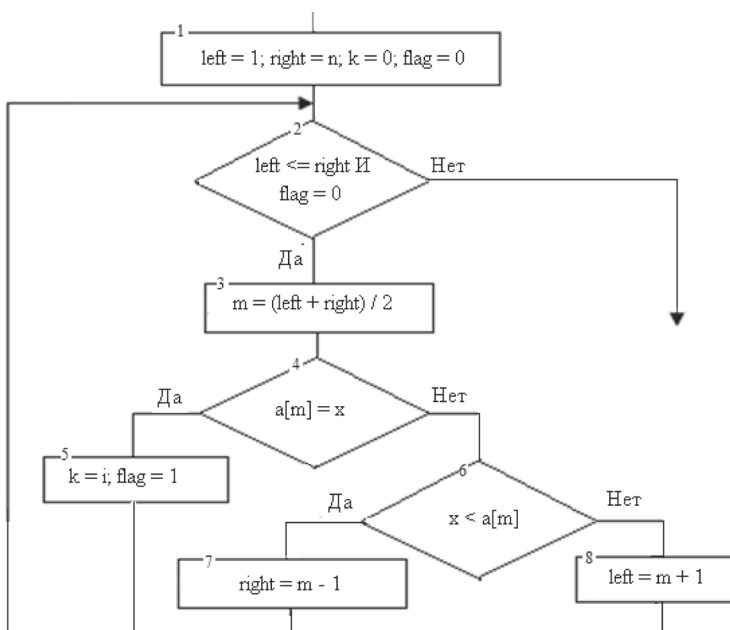 1
left = 1; right = n; k = 0; flag = 0
2
left <= right И
flag = 0
Нет
Да
3
m = (left + right) / 2
4
a[m] = x
Да
Нет
5
k = i; flag = 1
6
x < a[m]
Да
Нет
7
right = m - 1
8
left = m + 1